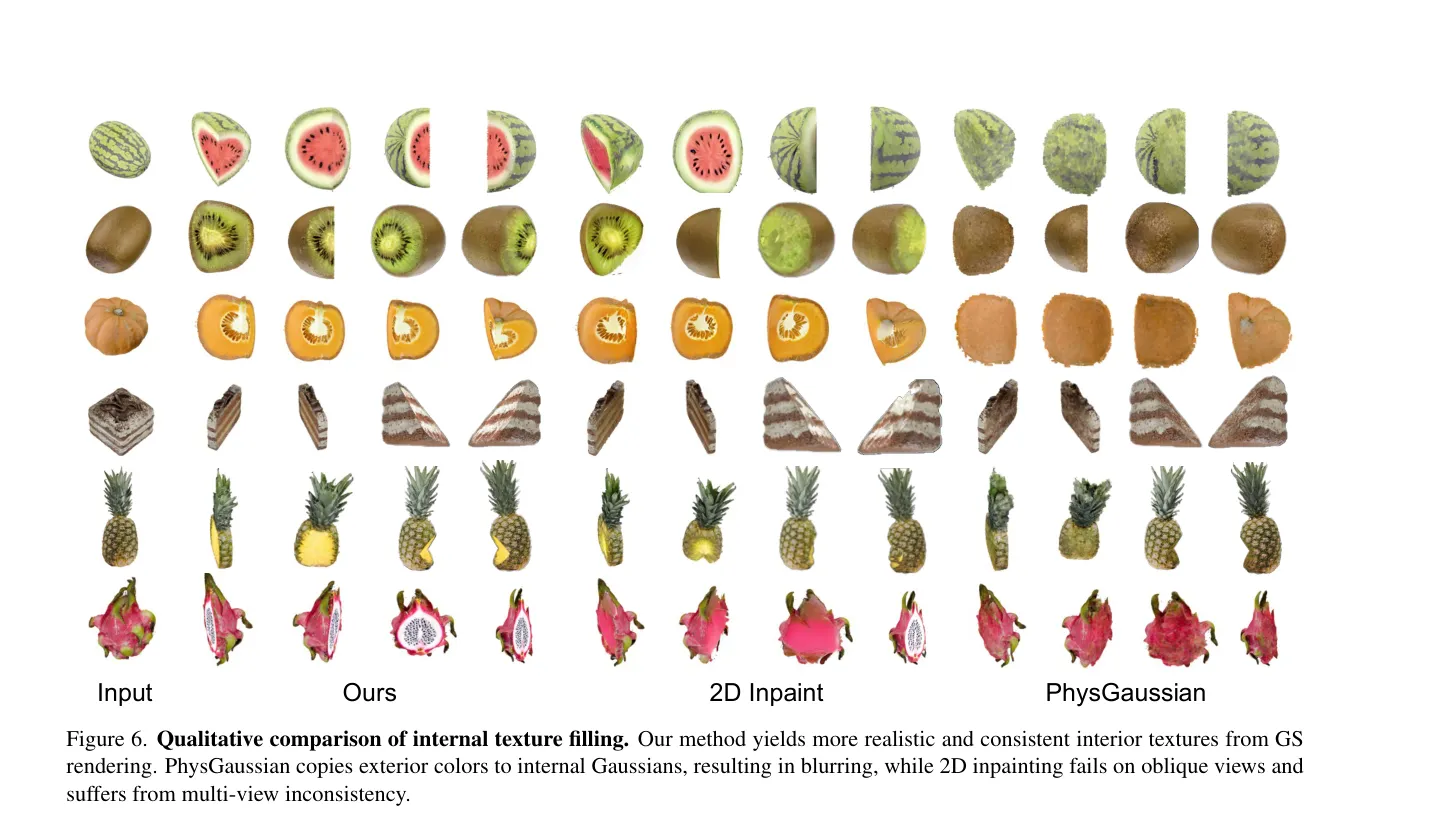 Input Ours 2D Inpaint PhysGaussian
Figure 6. Qualitative comparison of internal texture filling. Our method yields more realistic and consistent interior textures from GS
rendering. PhysGaussian copies exterior colors to internal Gaussians, resulting in blurring, while 2D inpainting fails on oblique views and
suffers from multi-view inconsistency.